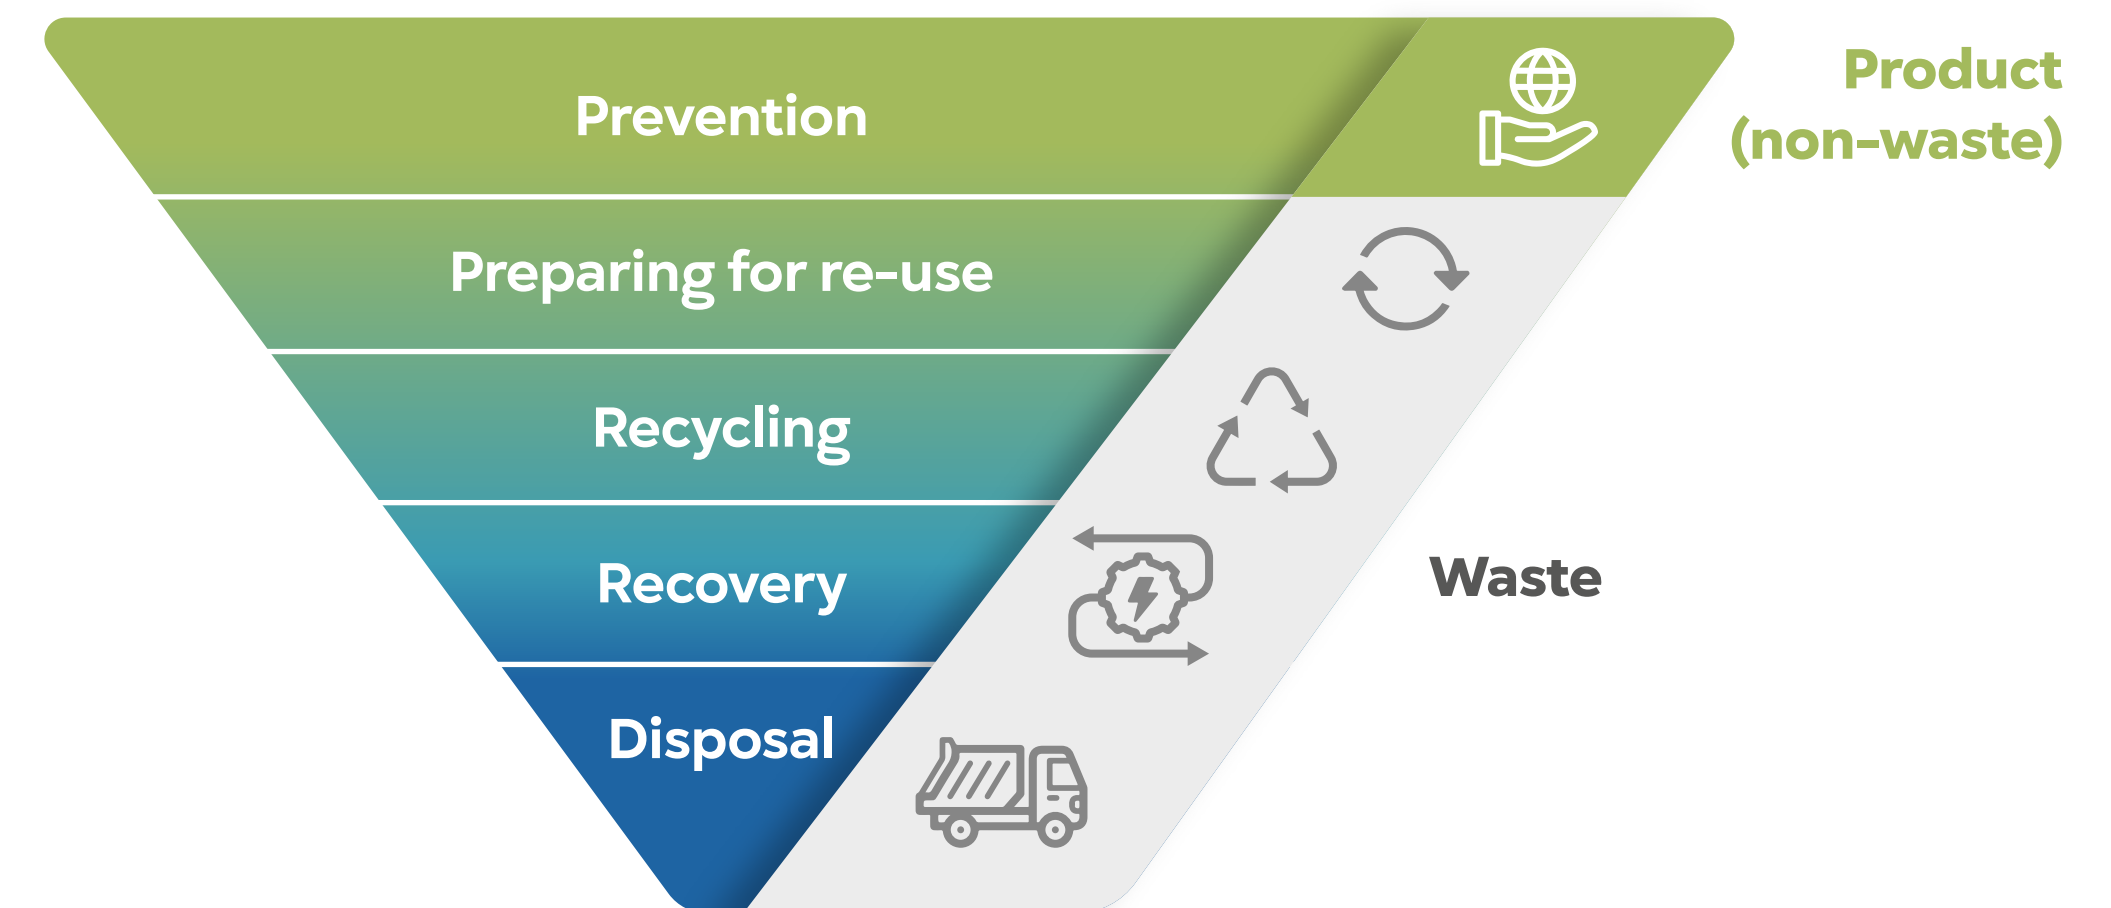 Prevention
Product
(non-waste)
Preparing for re-use
Recycling
Recovery
Waste
Disposal